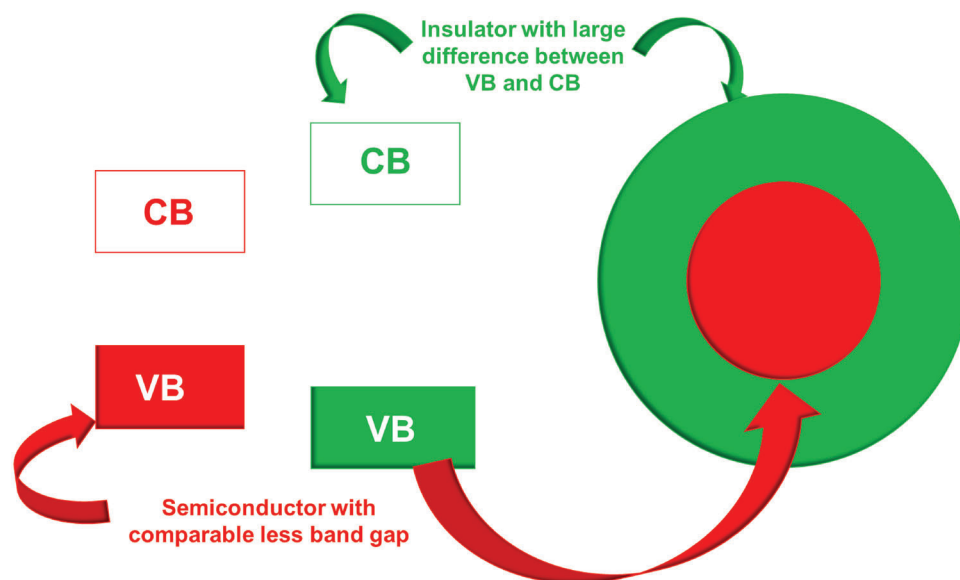 Insulator with large
difference between
VB and CB
CB
CB
VB
VB
Semiconductor with
comparable less band gap